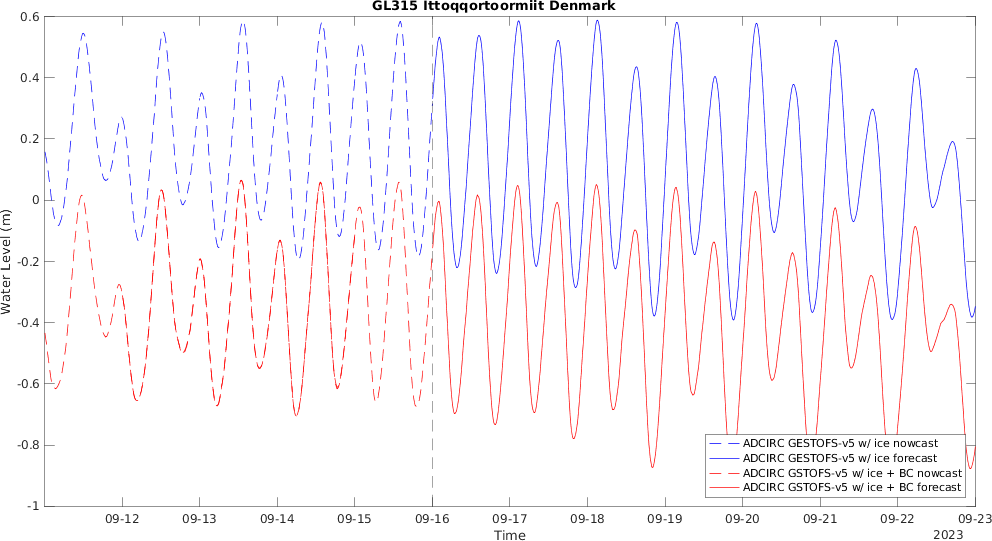 GL315 Ittoqqortoormiit Denmark
0.6
0.4
0.2
0
-0.2
-0.4
-0.6
-0.8
-1
Water Level (m)
ADCIRC GESTOFS-v5 w/ ice nowcast
ADCIRC GESTOFS-v5 w/ ice forecast
ADCIRC GSTOFS-v5 w/ ice + BC nowcast
ADCIRC GSTOFS-v5 w/ ice + BC forecast
09-12 09-13 09-14 09-15 09-16 09-17 09-18 09-19 09-20 09-21 09-22 09-23
Time
2023